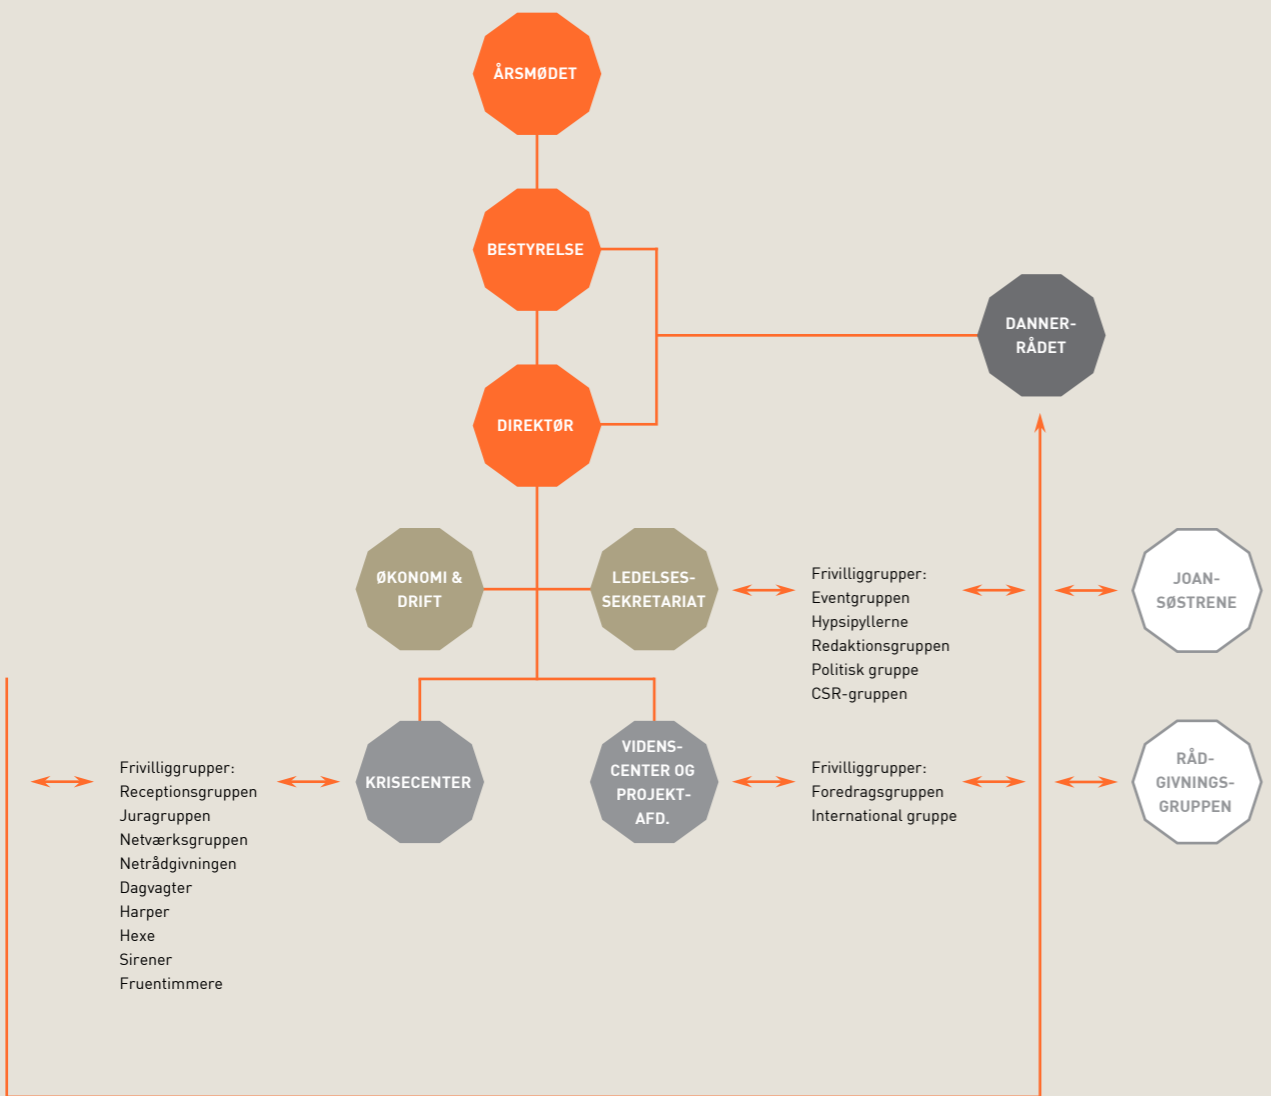 ÅRSMØDET
BESTYRELSE
DANNER-
RÅDET
DIREKTØR
ØKONOMI &
DRIFT
LEDELSES-
SEKRETARIAT
Frivilliggrupper:
Eventgruppen
Hypsipyllerne
Redaktionsgruppen
Politisk gruppe
CSR-gruppen
JOAN-
SØSTRENE
Frivilliggrupper:
Receptionsgruppen
Juragruppen
Netværksgruppen
Netrådgivningen
Dagvagter
Harper
Hexe
Sirener
Fruentimmere
KRISECENTER
VIDENS-
CENTER OG
PROJEKT-
AFD.
Frivilliggrupper:
Foredragsgruppen
International gruppe
RÅD-
GIVNINGS-
GRUPPEN